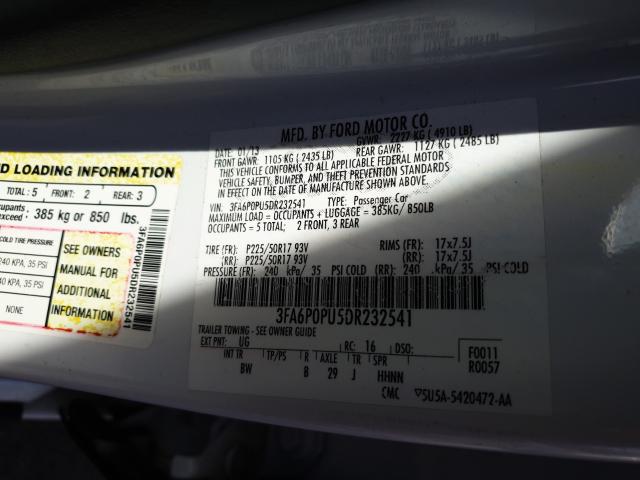 MFD. BY FORD MOTOR CO.
DATE: 01/13 GVWR: 2227 KG ( 4910 LB)
FRONT GAWR: 1105 KG ( 2435 LB) REAR GAWR: 1127 KG ( 2485 LB)
THIS VEHICLE CONFORMS TO ALL APPLICABLE FEDERAL MOTOR
VEHICLE SAFETY, BUMPER, AND THEFT PREVENTION STANDARDS
IN EFFECT ON THE DATE OF MANUFACTURE SHOWN ABOVE.
VIN: 3FA6P0PU5DR232541 TYPE: Passenger Car
MAXIMUM LOAD = OCCUPANTS + LUGGAGE = 385KG/ 850LB
OCCUPANTS = 5 TOTAL: 2 FRONT, 3 REAR
TIRE (FR): P225/50R17 93V RIMS (FR): 17x7.5J
(RR): P225/50R17 93V (RR): 17x7.5J
PRESSURE (FR): 240 kPa/ 35 PSI COLD (RR): 240 kPa/ 35 PSI COLD
3FA6P0PU5DR232541
TRAILER TOWING - SEE OWNER GUIDE
EXT PNT: UG RC: 16 DSO:
INT TR TP/PS R AXLE TR SPR
BW B 29 J HHNN
F0011
R0057
CMC ▽5U5A-5420472-AA
LOADING INFORMATION
TOTAL: 5 FRONT: 2 REAR: 3
exceed: 385 kg or 850 lbs.
COLD TIRE PRESSURE
240 KPA, 35 PSI
240 KPA, 35 PSI
NONE
SEE OWNERS
MANUAL FOR
ADDITIONAL
INFORMATION
3FA6P0PU5DR232541